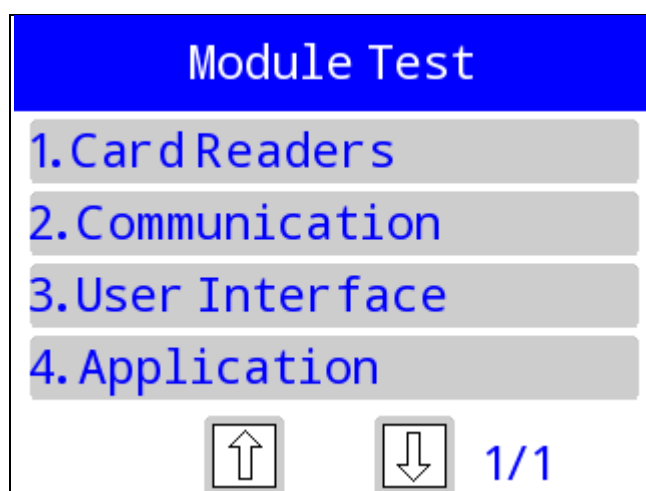 Module Test
1.Card Readers
2.Communication
3.User Interface
4.Application
1/1